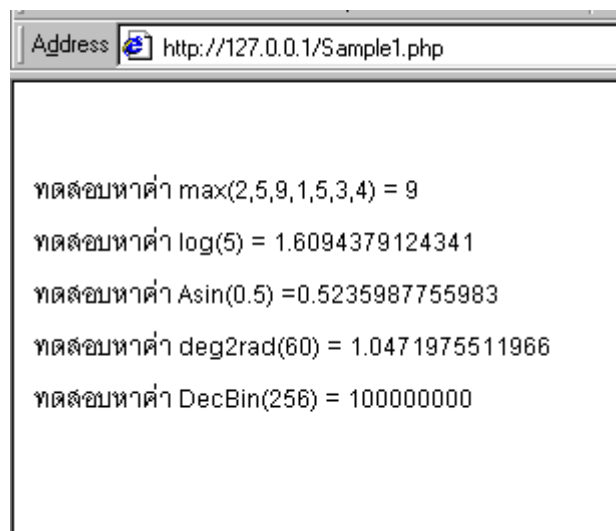 Address http://127.0.0.1/Sample1.php
ทดสอบหาค่า max(2,5,9,1,5,3,4) = 9
ทดสอบหาค่า log(5) = 1.6094379124341
ทดสอบหาค่า Asin(0.5) =0.5235987755983
ทดสอบหาค่า deg2rad(60) = 1.0471975511966
ทดสอบหาค่า DecBin(256) = 100000000